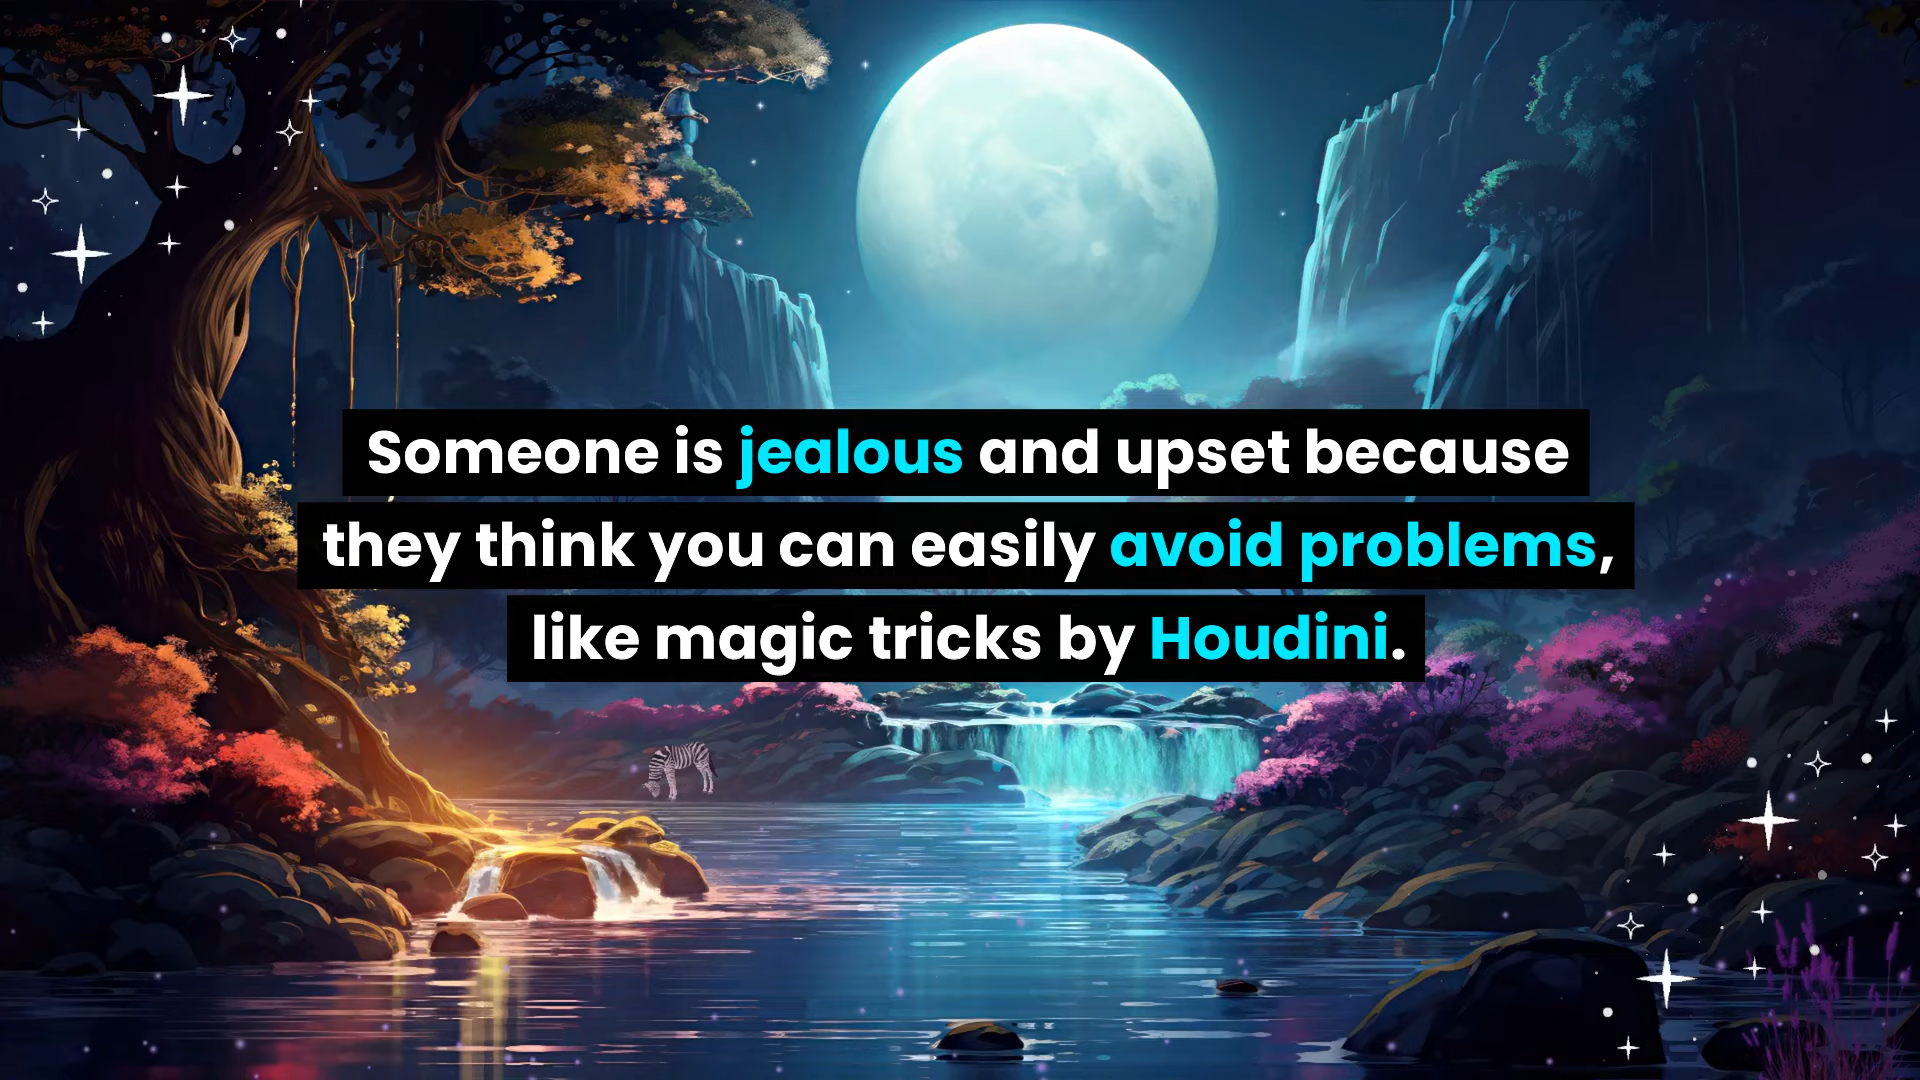 Someone is jealous and upset because
they think you can easily avoid problems,
like magic tricks by Houdini.